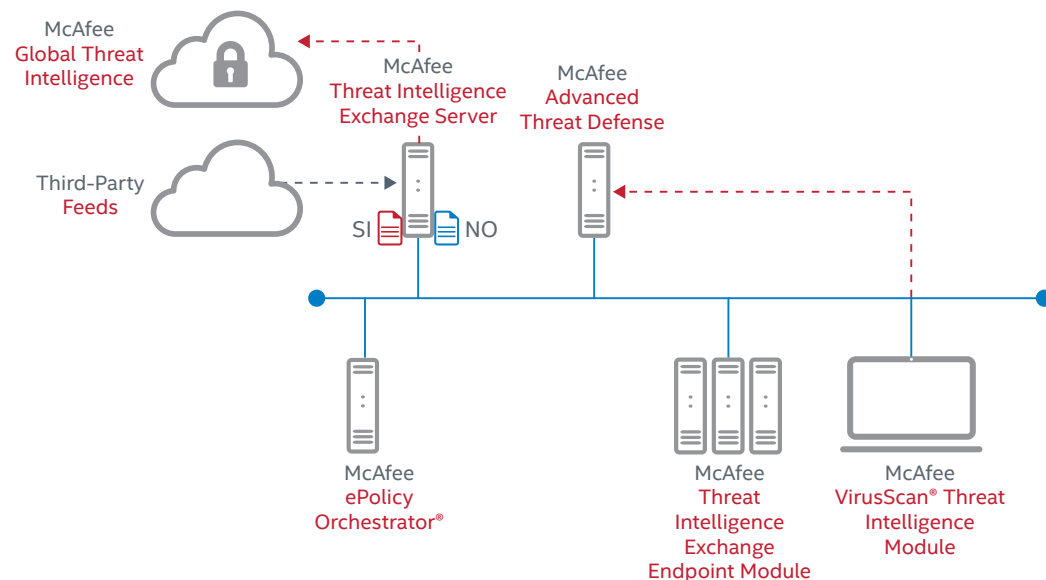 McAfee
Global Threat
Intelligence
McAfee
Threat Intelligence
Exchange Server
McAfee
Advanced
Threat Defense
Third-Party
Feeds
SI
NO
McAfee
ePolicy
Orchestrator®
McAfee
Threat
Intelligence
Exchange
Endpoint Module
McAfee
VirusScan® Threat
Intelligence
Module